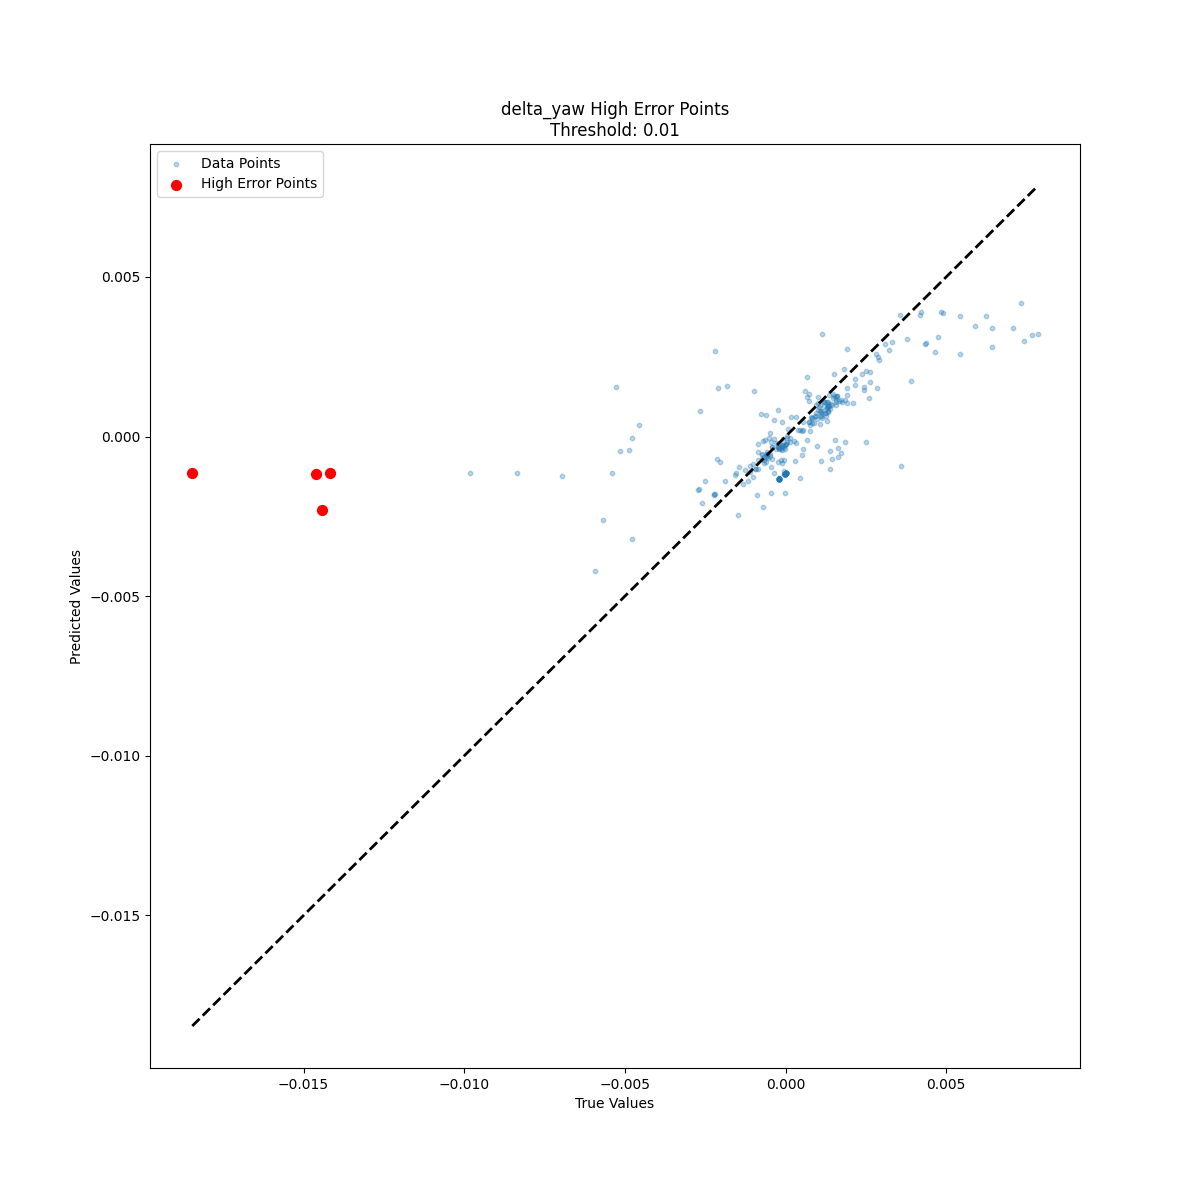 delta_yaw High Error Points
Threshold: 0.01
Data Points
High Error Points
0.005
0.000
−0.005
−0.010
−0.015
Predicted Values
−0.015
−0.010
−0.005
0.000
0.005
True Values